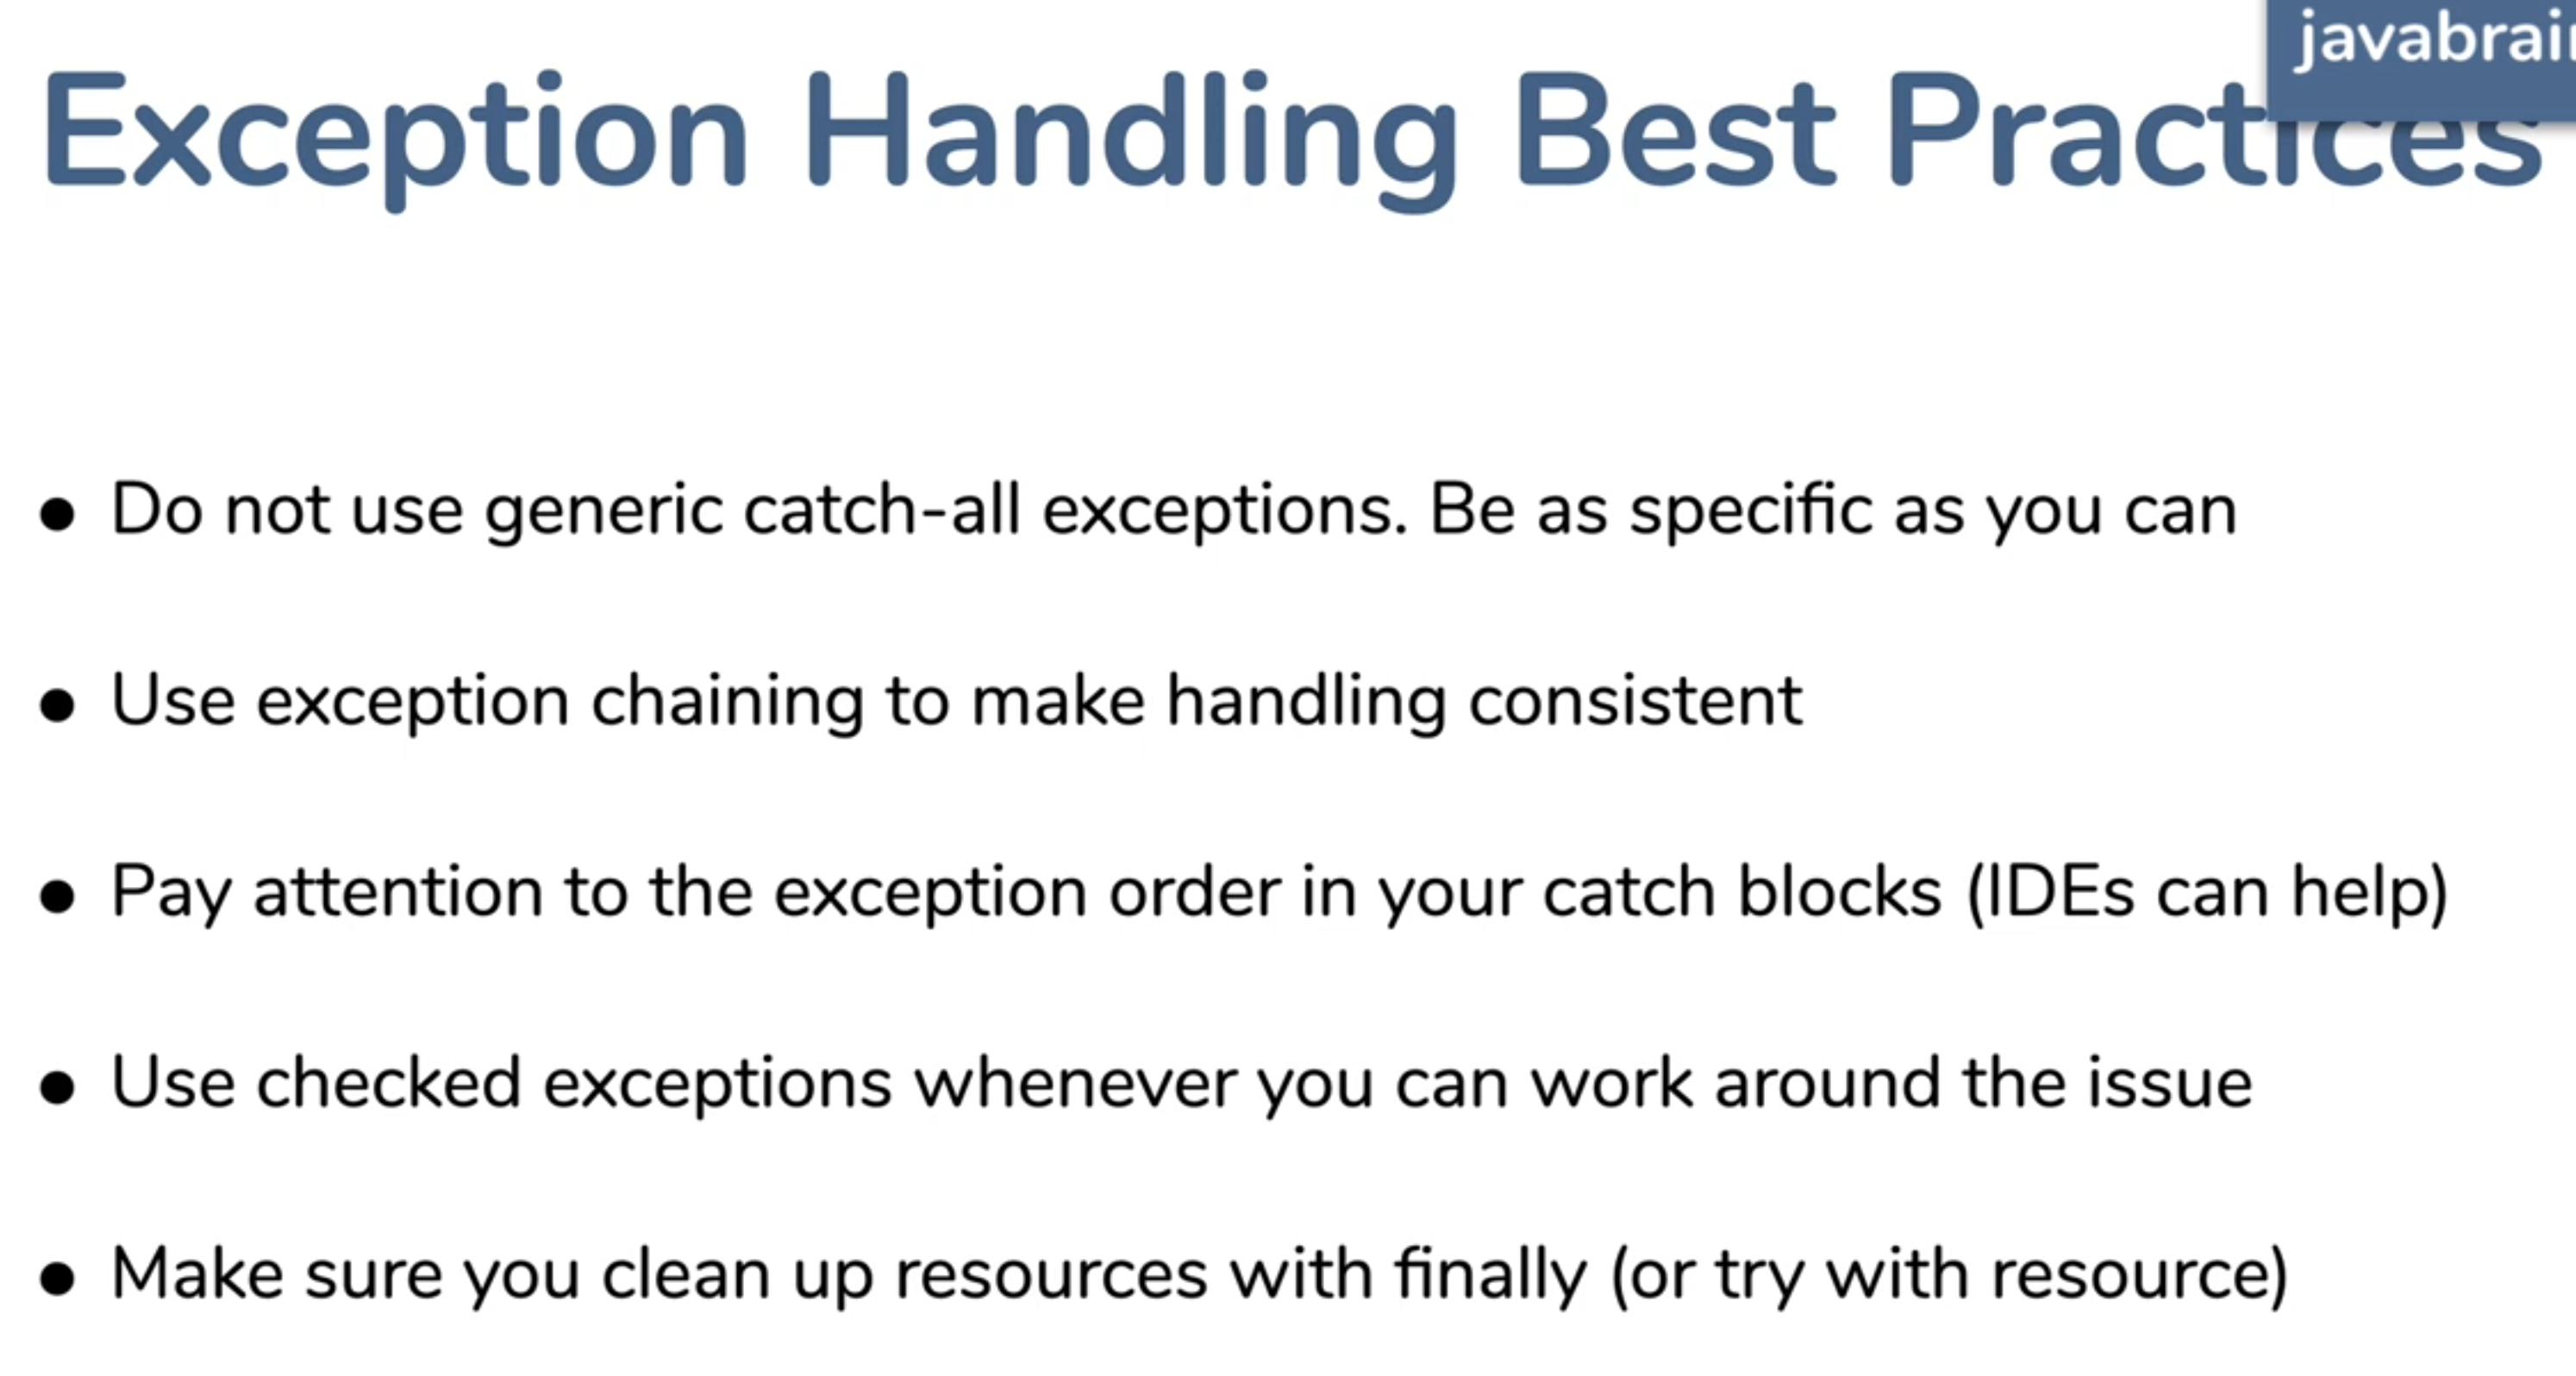 Exception Handling Best Practices
• Do not use generic catch-all exceptions. Be as specific as you can
• Use exception chaining to make handling consistent
• Pay attention to the exception order in your catch blocks (IDEs can help)
• Use checked exceptions whenever you can work around the issue
• Make sure you clean up resources with finally (or try with resource)